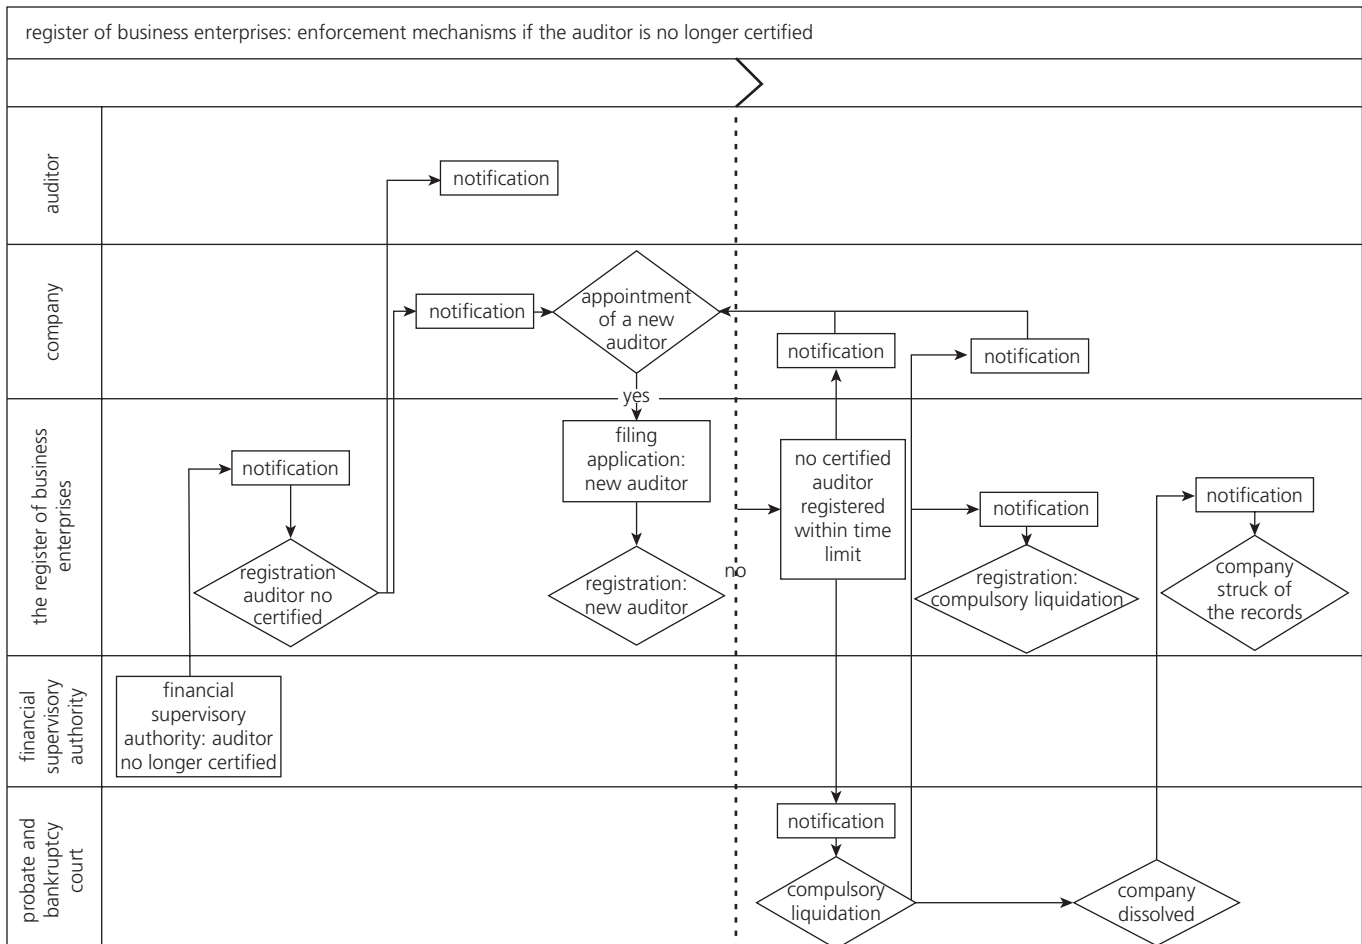 register of business enterprises: enforcement mechanisms if the auditor is no longer certified
auditor
notification
company
notification
appointment
of a new
auditor
notification
notification
yes
the register of business
enterprises
notification
registration
auditor no
certified
filing
application:
new auditor
registration:
new auditor
no
no certified
auditor
registered
within time
limit
notification
registration:
compulsory liquidation
notification
company
struck of
the records
financial
supervisory
authority
financial
supervisory
authority: auditor
no longer certified
probate and
bankruptcy
court
notification
compulsory
liquidation
company
dissolved